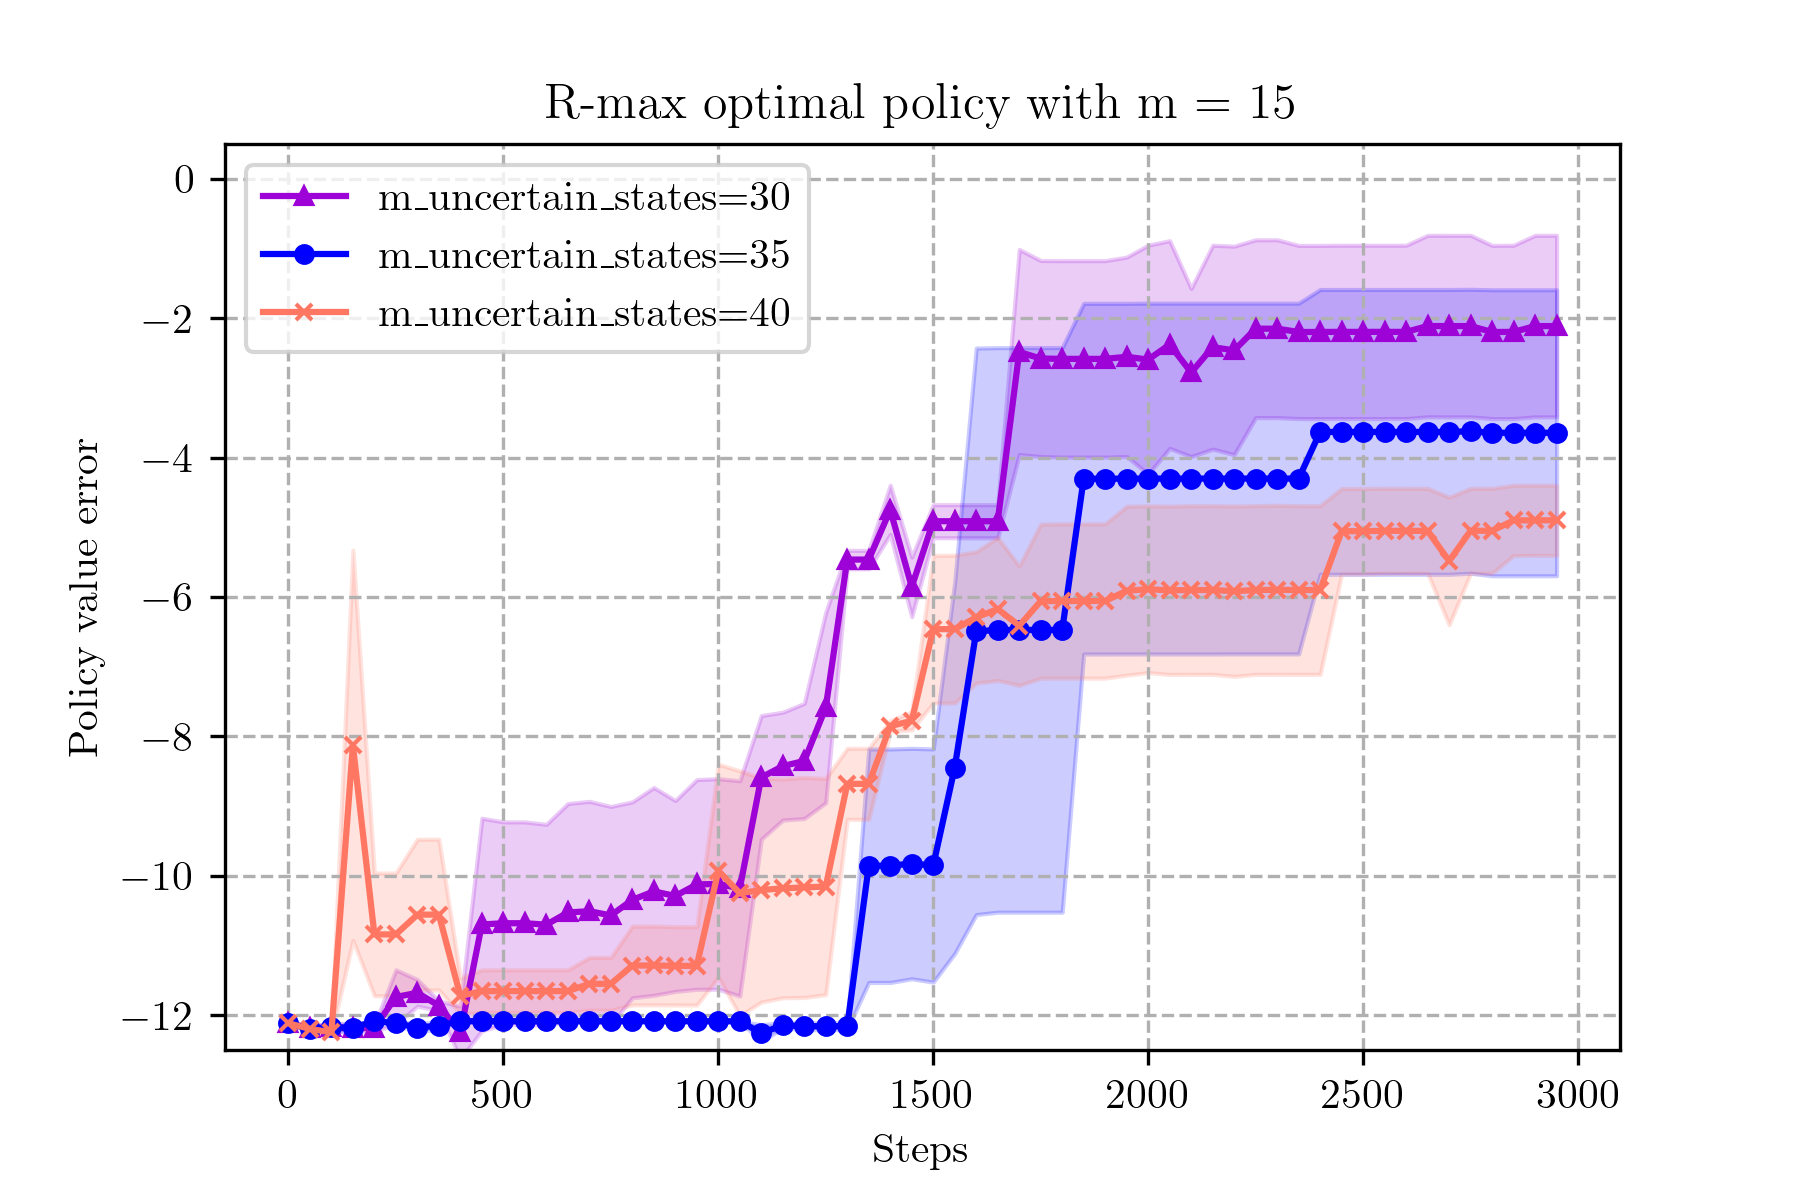 R-max optimal policy with m = 15
m_uncertain_states=30
m_uncertain_states=35
m_uncertain_states=40
Policy value error
0
−2
−4
−6
−8
−10
−12
0 500 1000 1500 2000 2500 3000
Steps